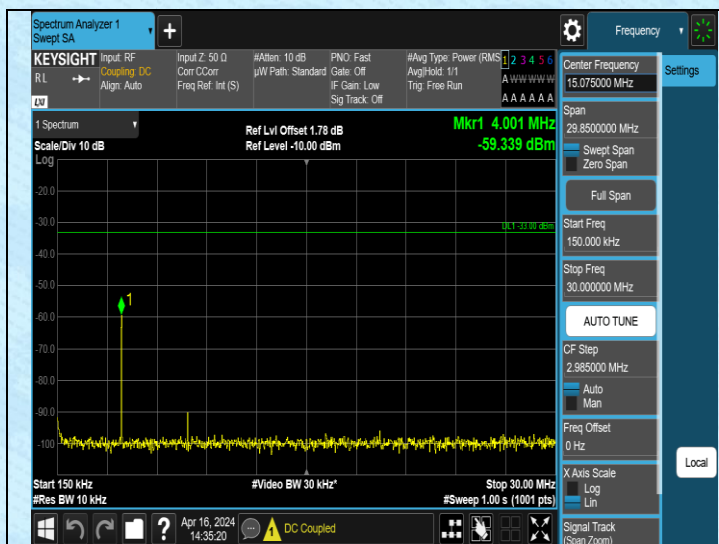 Spectrum Analyzer 1
Swept SA
+
Frequency
KEYSIGHT
RL
LXI
Input: RF
Coupling: DC
Align: Auto
Input Z: 50 Ω
Corr CCorr
Freq Ref: Int (S)
#Atten: 10 dB
µW Path: Standard
PNO: Fast
Gate: Off
IF Gain: Low
Sig Track: Off
#Avg Type: Power (RMS
Avg|Hold: 1/1
Trig: Free Run
1 2 3 4 5 6
A W W W W W
A A A A A A
1 Spectrum
Scale/Div 10 dB
Log
Ref Lvl Offset 1.78 dB
Ref Level -10.00 dBm
Mkr1 4.001 MHz
-59.339 dBm
-20.0
-30.0
DL1 -33.00 dBm
-40.0
-50.0
1
-60.0
-70.0
-80.0
-90.0
-100
Start 150 kHz
#Res BW 10 kHz
#Video BW 30 kHz*
Stop 30.00 MHz
#Sweep 1.00 s (1001 pts)
?
Apr 16, 2024
14:35:20
1
DC Coupled
Center Frequency
15.075000 MHz
Settings
Span
29.8500000 MHz
Swept Span
Zero Span
Full Span
Start Freq
150.000 kHz
Stop Freq
30.000000 MHz
AUTO TUNE
CF Step
2.985000 MHz
Auto
Man
Freq Offset
0 Hz
Local
X Axis Scale
Log
Lin
Signal Track
(Span Zoom)